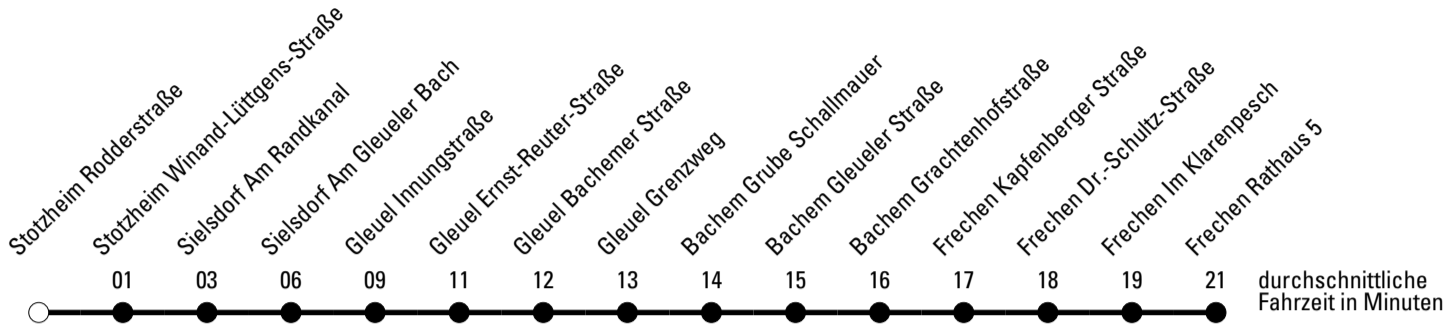 Stotzheim Rodderstraße
Stotzheim Winand-Lüttgens-Straße
Sielsdorf Am Randkanal
Sielsdorf Am Gleueler Bach
Gleuel Innungstraße
Gleuel Ernst-Reuter-Straße
Gleuel Bachemer Straße
Gleuel Grenzweg
Bachem Grube Schallmauer
Bachem Gleueler Straße
Bachem Grachtenhofstraße
Frechen Kapfenberger Straße
Frechen Dr.-Schultz-Straße
Frechen Im Klarenpesch
Frechen Rathaus 5
01 03 06 09 11 12 13 14 15 16 17 18 19 21
durchschnittliche
Fahrzeit in Minuten